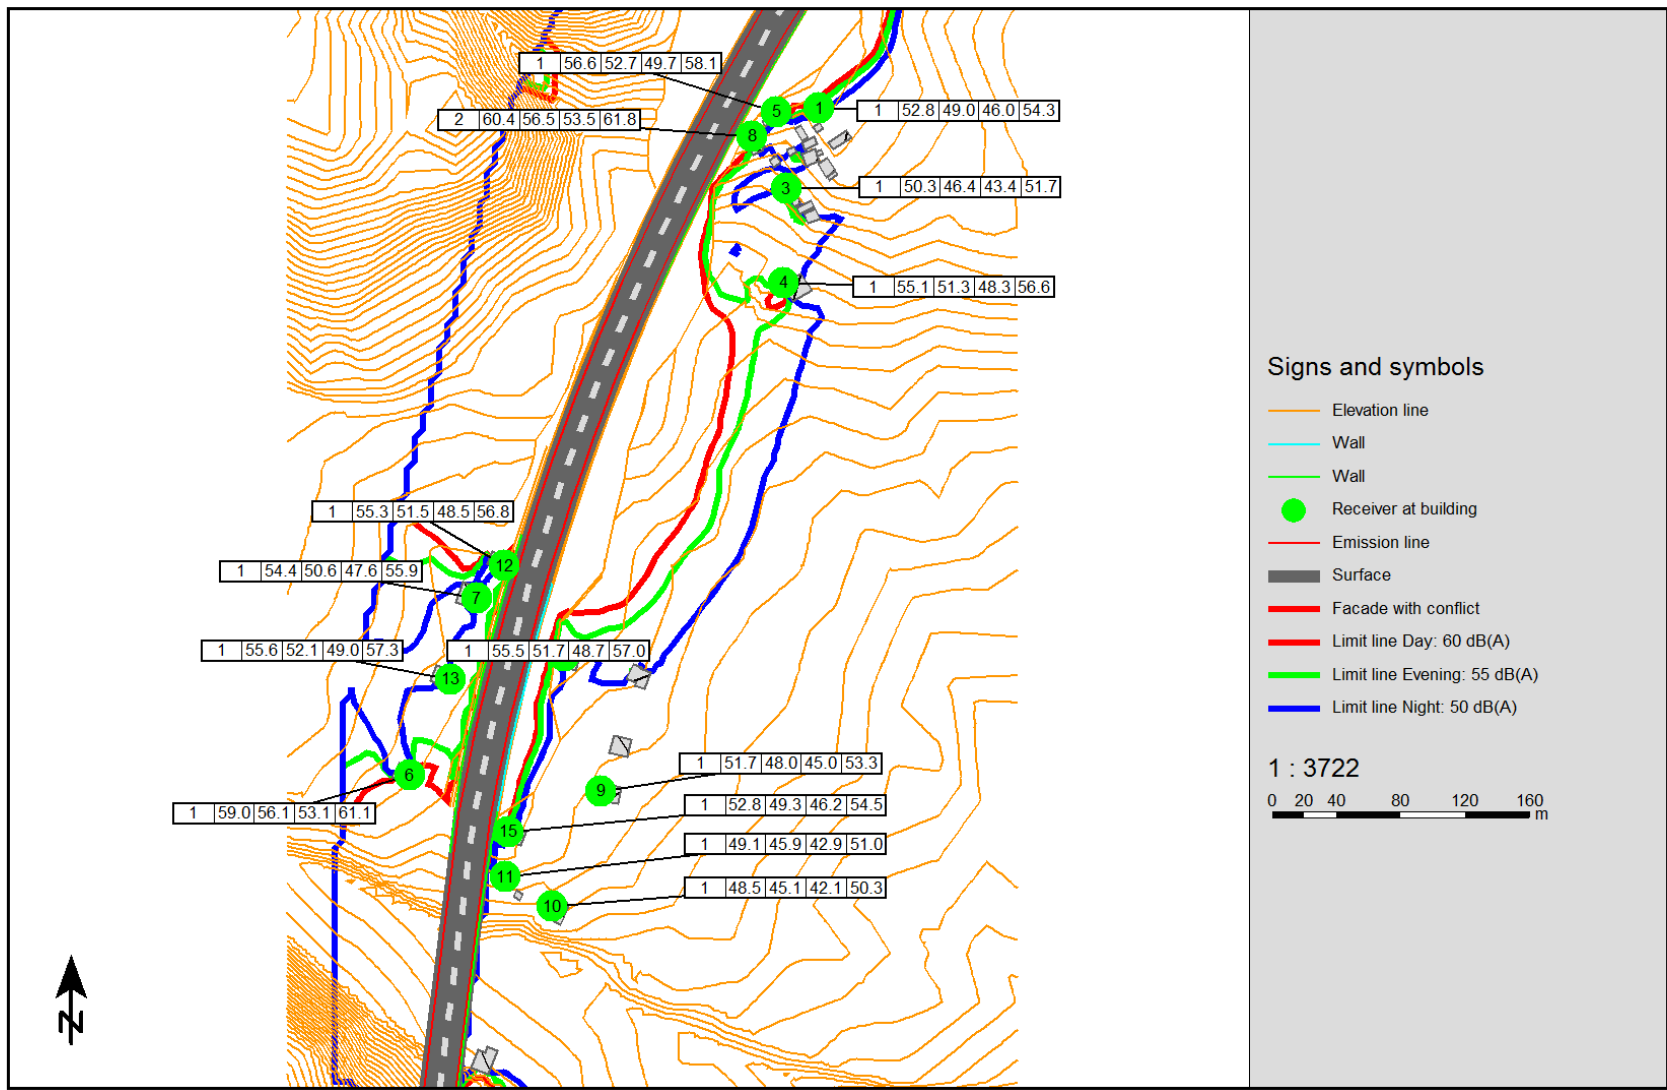 1 56.6 52.7 49.7 58.1
5
1
1 52.8 49.0 46.0 54.3
2 60.4 56.5 53.5 61.8
8
3
1 50.3 46.4 43.4 51.7
4
1 55.1 51.3 48.3 56.6
1 55.3 51.5 48.5 56.8
12
1 54.4 50.6 47.6 55.9
7
1 55.6 52.1 49.0 57.3
1 55.5 51.7 48.7 57.0
13
6
1 51.7 48.0 45.0 53.3
9
1 59.0 56.1 53.1 61.1
1 52.8 49.3 46.2 54.5
15
1 49.1 45.9 42.9 51.0
11
1 48.5 45.1 42.1 50.3
10
N
Signs and symbols
Elevation line
Wall
Wall
Receiver at building
Emission line
Surface
Facade with conflict
Limit line Day: 60 dB(A)
Limit line Evening: 55 dB(A)
Limit line Night: 50 dB(A)
1 : 3722
0 20 40 80 120 160
m